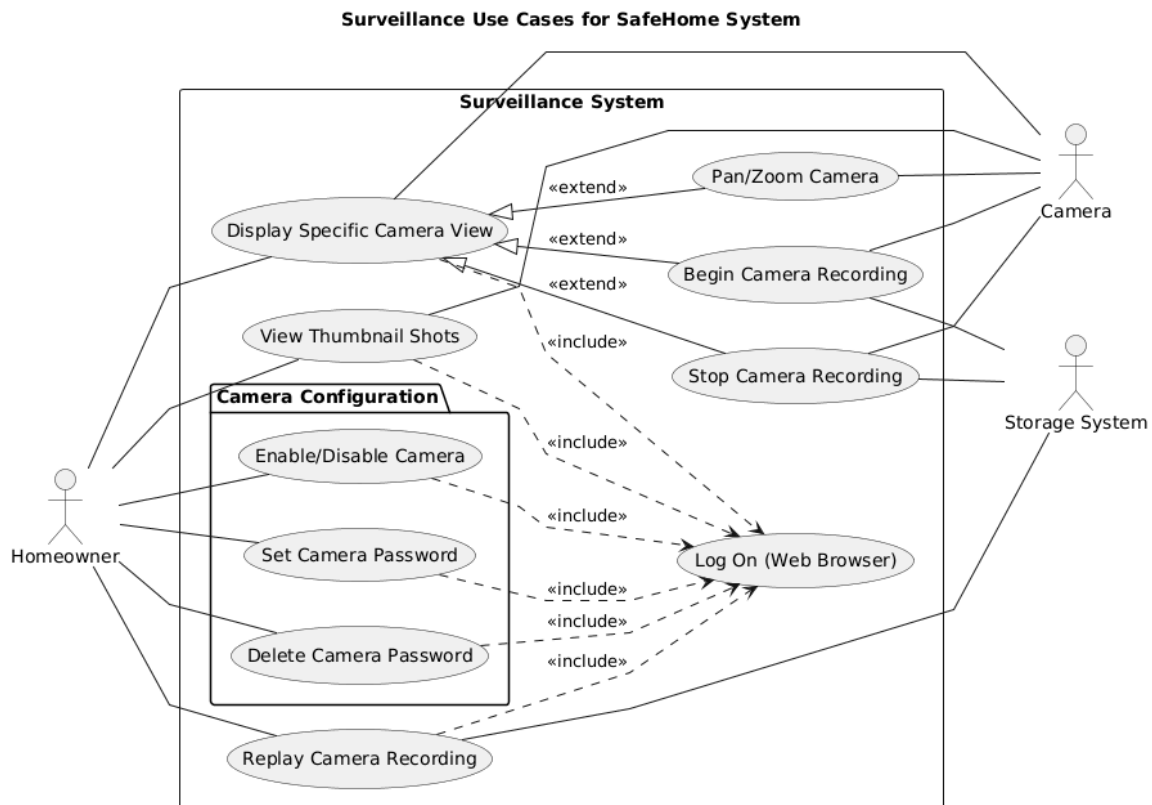 Surveillance Use Cases for SafeHome System
Surveillance System
Pan/Zoom Camera
«extend»
Camera
Display Specific Camera View
«extend»
Begin Camera Recording
«extend»
View Thumbnail Shots
«include»
Stop Camera Recording
Camera Configuration
Storage System
«include»
Enable/Disable Camera
«include»
Homeowner
Set Camera Password
Log On (Web Browser)
«include»
«include»
Delete Camera Password
«include»
Replay Camera Recording